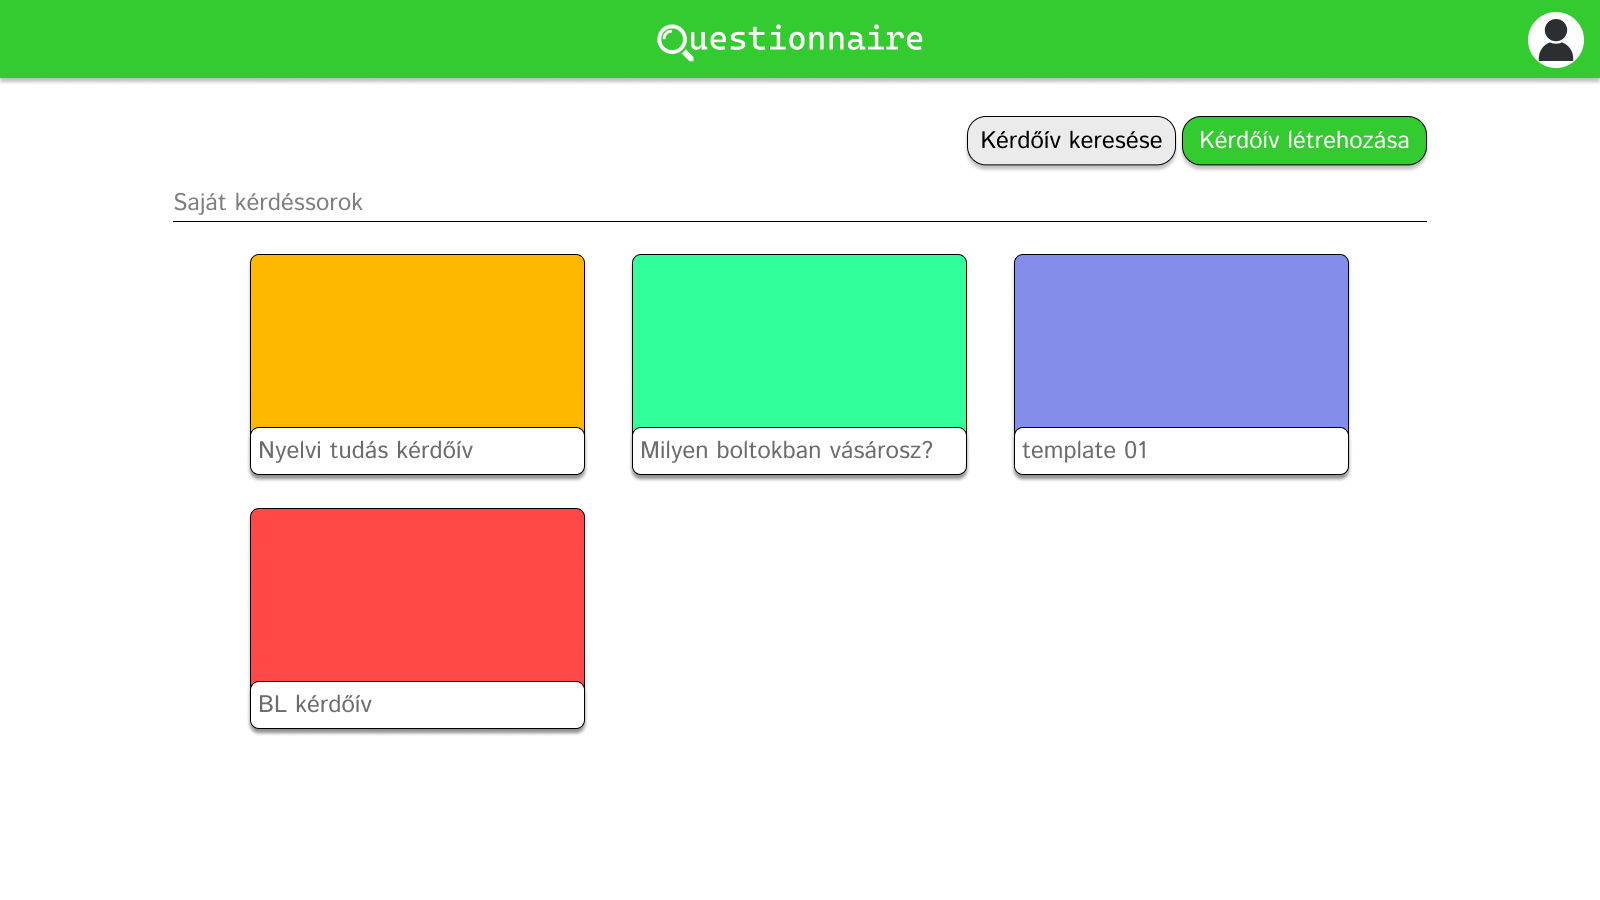 Questionnaire
Kérdőív keresése
Kérdőív létrehozása
Saját kérdéssorok
Nyelvi tudás kérdőív
Milyen boltokban vásárosz?
template 01
BL kérdőív